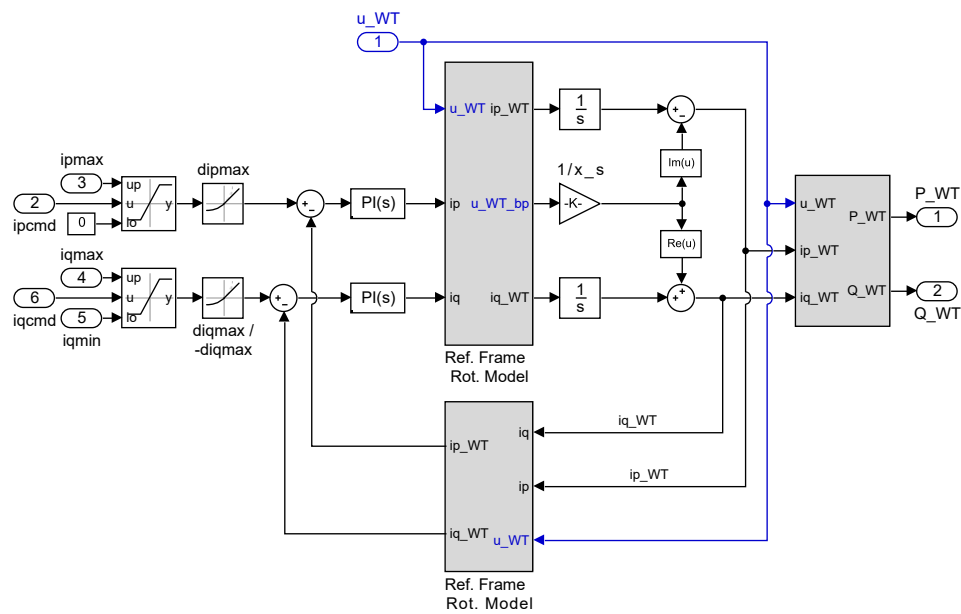 u_WT
1
u_WT
ip_WT
1
s
+
−
ipmax
3
2
ipcmd
0
up
u
lo
y
dipmax
+
−
PI(s)
ip
u_WT_bp
1/x_s
-K-
Im(u)
Re(u)
u_WT
P_WT
ip_WT
iq_WT
Q_WT
P_WT
1
2
Q_WT
iqmax
4
6
iqcmd
5
iqmin
up
u
lo
y
diqmax /
-diqmax
+
−
PI(s)
iq
iq_WT
1
s
+
+
Ref. Frame
Rot. Model
ip_WT
iq
iq_WT
ip
ip_WT
iq_WT
u_WT
Ref. Frame
Rot. Model